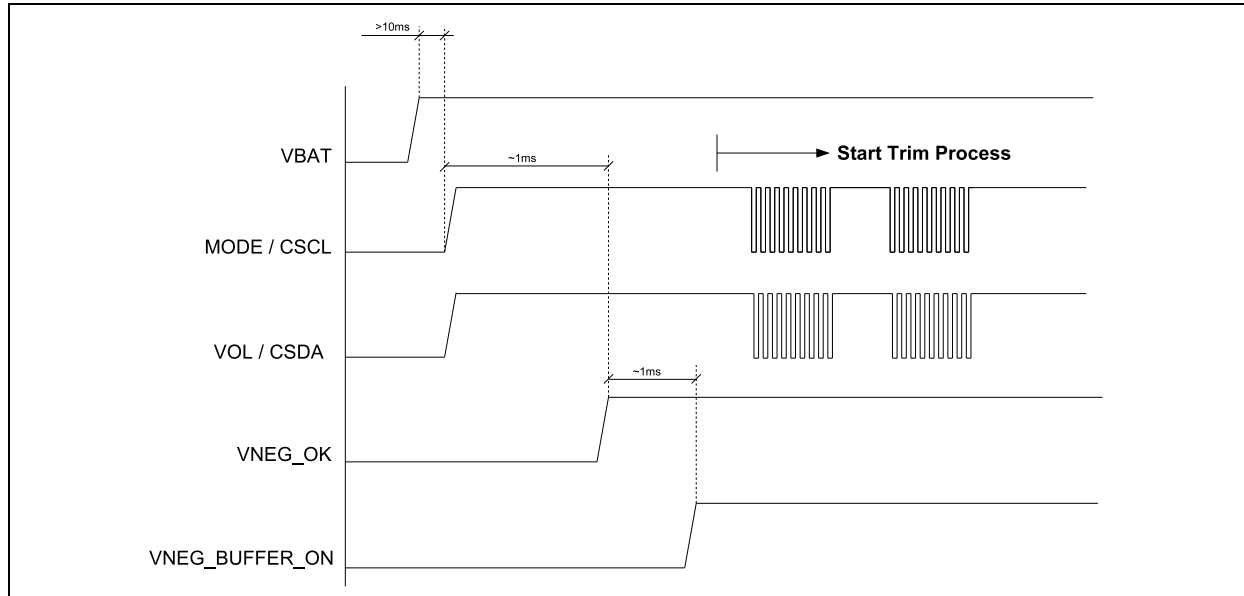 >10ms
VBAT
~1ms
Start Trim Process
MODE / CSCL
VOL / CSDA
~1ms
VNEG_OK
VNEG_BUFFER_ON